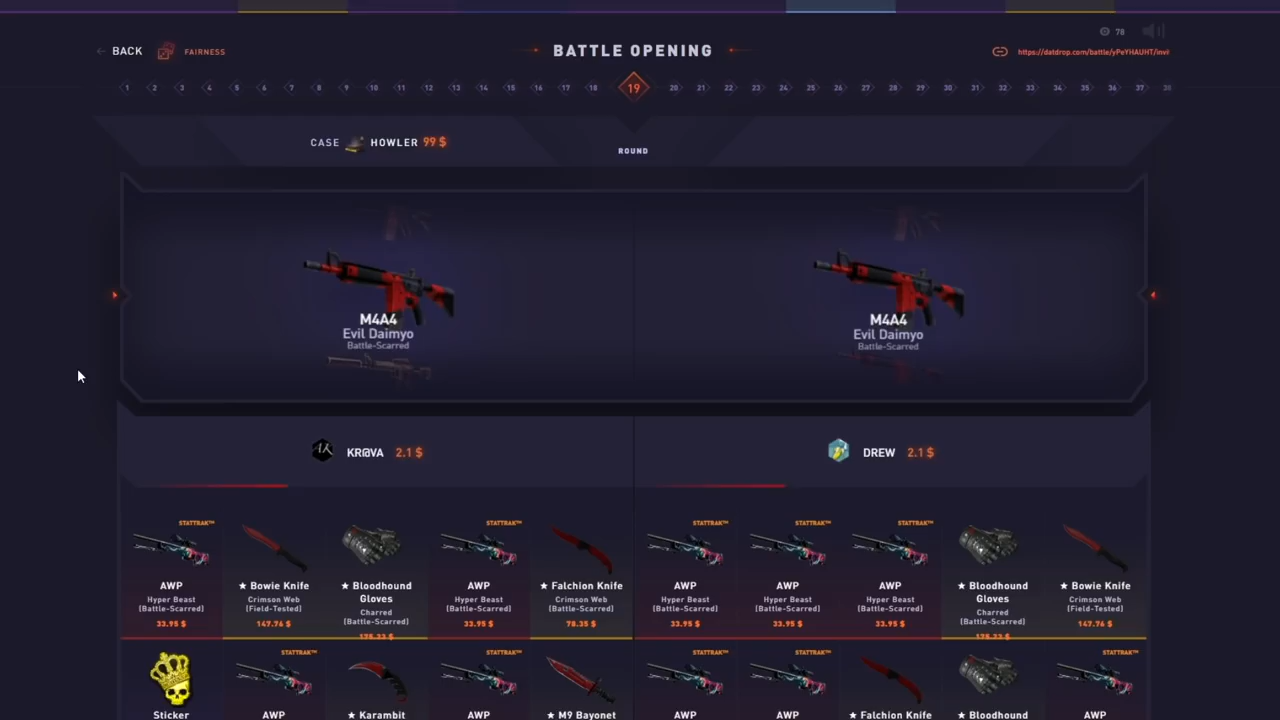 78
BACK
FAIRNESS
BATTLE OPENING
https://datdrop.com/battle/yPeYHAUHT/invi
1 2 3 4 5 6 7 8 9 10 11 12 13 14 15 16 17 18 19 20 21 22 23 24 25 26 27 28 29 30 31 32 33 34 35 36 37 38
CASE HOWLER 99 $
ROUND
M4A4 M4A4
Evil Daimyo Evil Daimyo
Battle-Scarred Battle-Scarred
KRØVA 2.1 $ DREW 2.1 $
STATTRAK™ STATTRAK™ STATTRAK™ STATTRAK™ STATTRAK™
AWP ★ Bowie Knife ★ Bloodhound Gloves AWP ★ Falchion Knife AWP AWP AWP ★ Bloodhound Gloves ★ Bowie Knife
Hyper Beast Crimson Web Charred Hyper Beast Crimson Web Hyper Beast Hyper Beast Hyper Beast Charred Crimson Web
(Battle-Scarred) (Field-Tested) (Battle-Scarred) (Battle-Scarred) (Battle-Scarred) (Battle-Scarred) (Battle-Scarred) (Battle-Scarred) (Battle-Scarred) (Field-Tested)
33.95 $ 147.76 $ 175.23 $ 33.95 $ 78.35 $ 33.95 $ 33.95 $ 33.95 $ 175.23 $ 147.76 $
STATTRAK™ STATTRAK™ STATTRAK™ STATTRAK™ STATTRAK™
Sticker AWP ★ Karambit AWP ★ M9 Bayonet AWP AWP ★ Falchion Knife ★ Bloodhound AWP